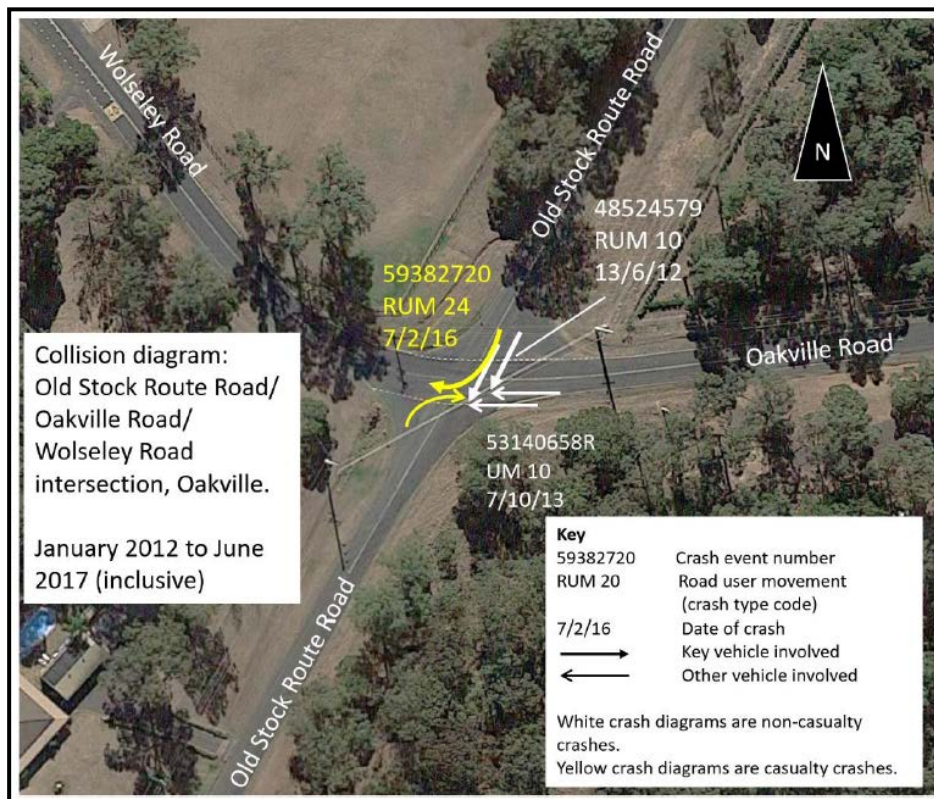 Wolseley Road
Old Stock Route Road
N
48524579
RUM 10
13/6/12
59382720
RUM 24
7/2/16
Oakville Road
Collision diagram:
Old Stock Route Road/
Oakville Road/
Wolseley Road
intersection, Oakville.
January 2012 to June
2017 (inclusive)
53140658R
UM 10
7/10/13
Old Stock Route Road
Key
59382720 Crash event number
RUM 20 Road user movement
(crash type code)
7/2/16 Date of crash
Key vehicle involved
Other vehicle involved
White crash diagrams are non-casualty
crashes.
Yellow crash diagrams are casualty crashes.